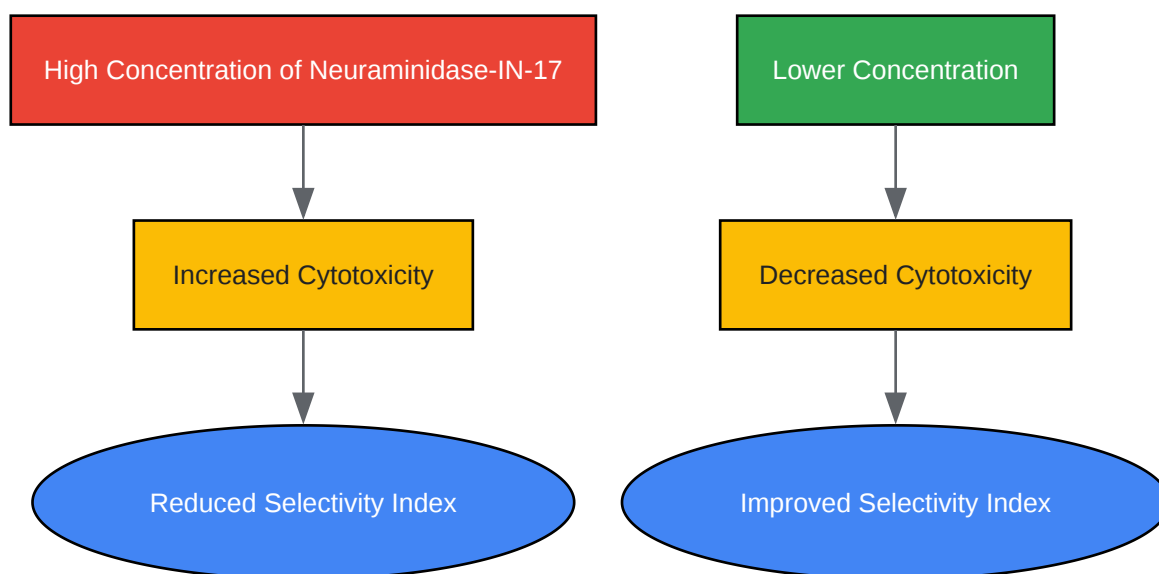 High Concentration of Neuraminidase-IN-17
Lower Concentration
Increased Cytotoxicity
Decreased Cytotoxicity
Reduced Selectivity Index
Improved Selectivity Index